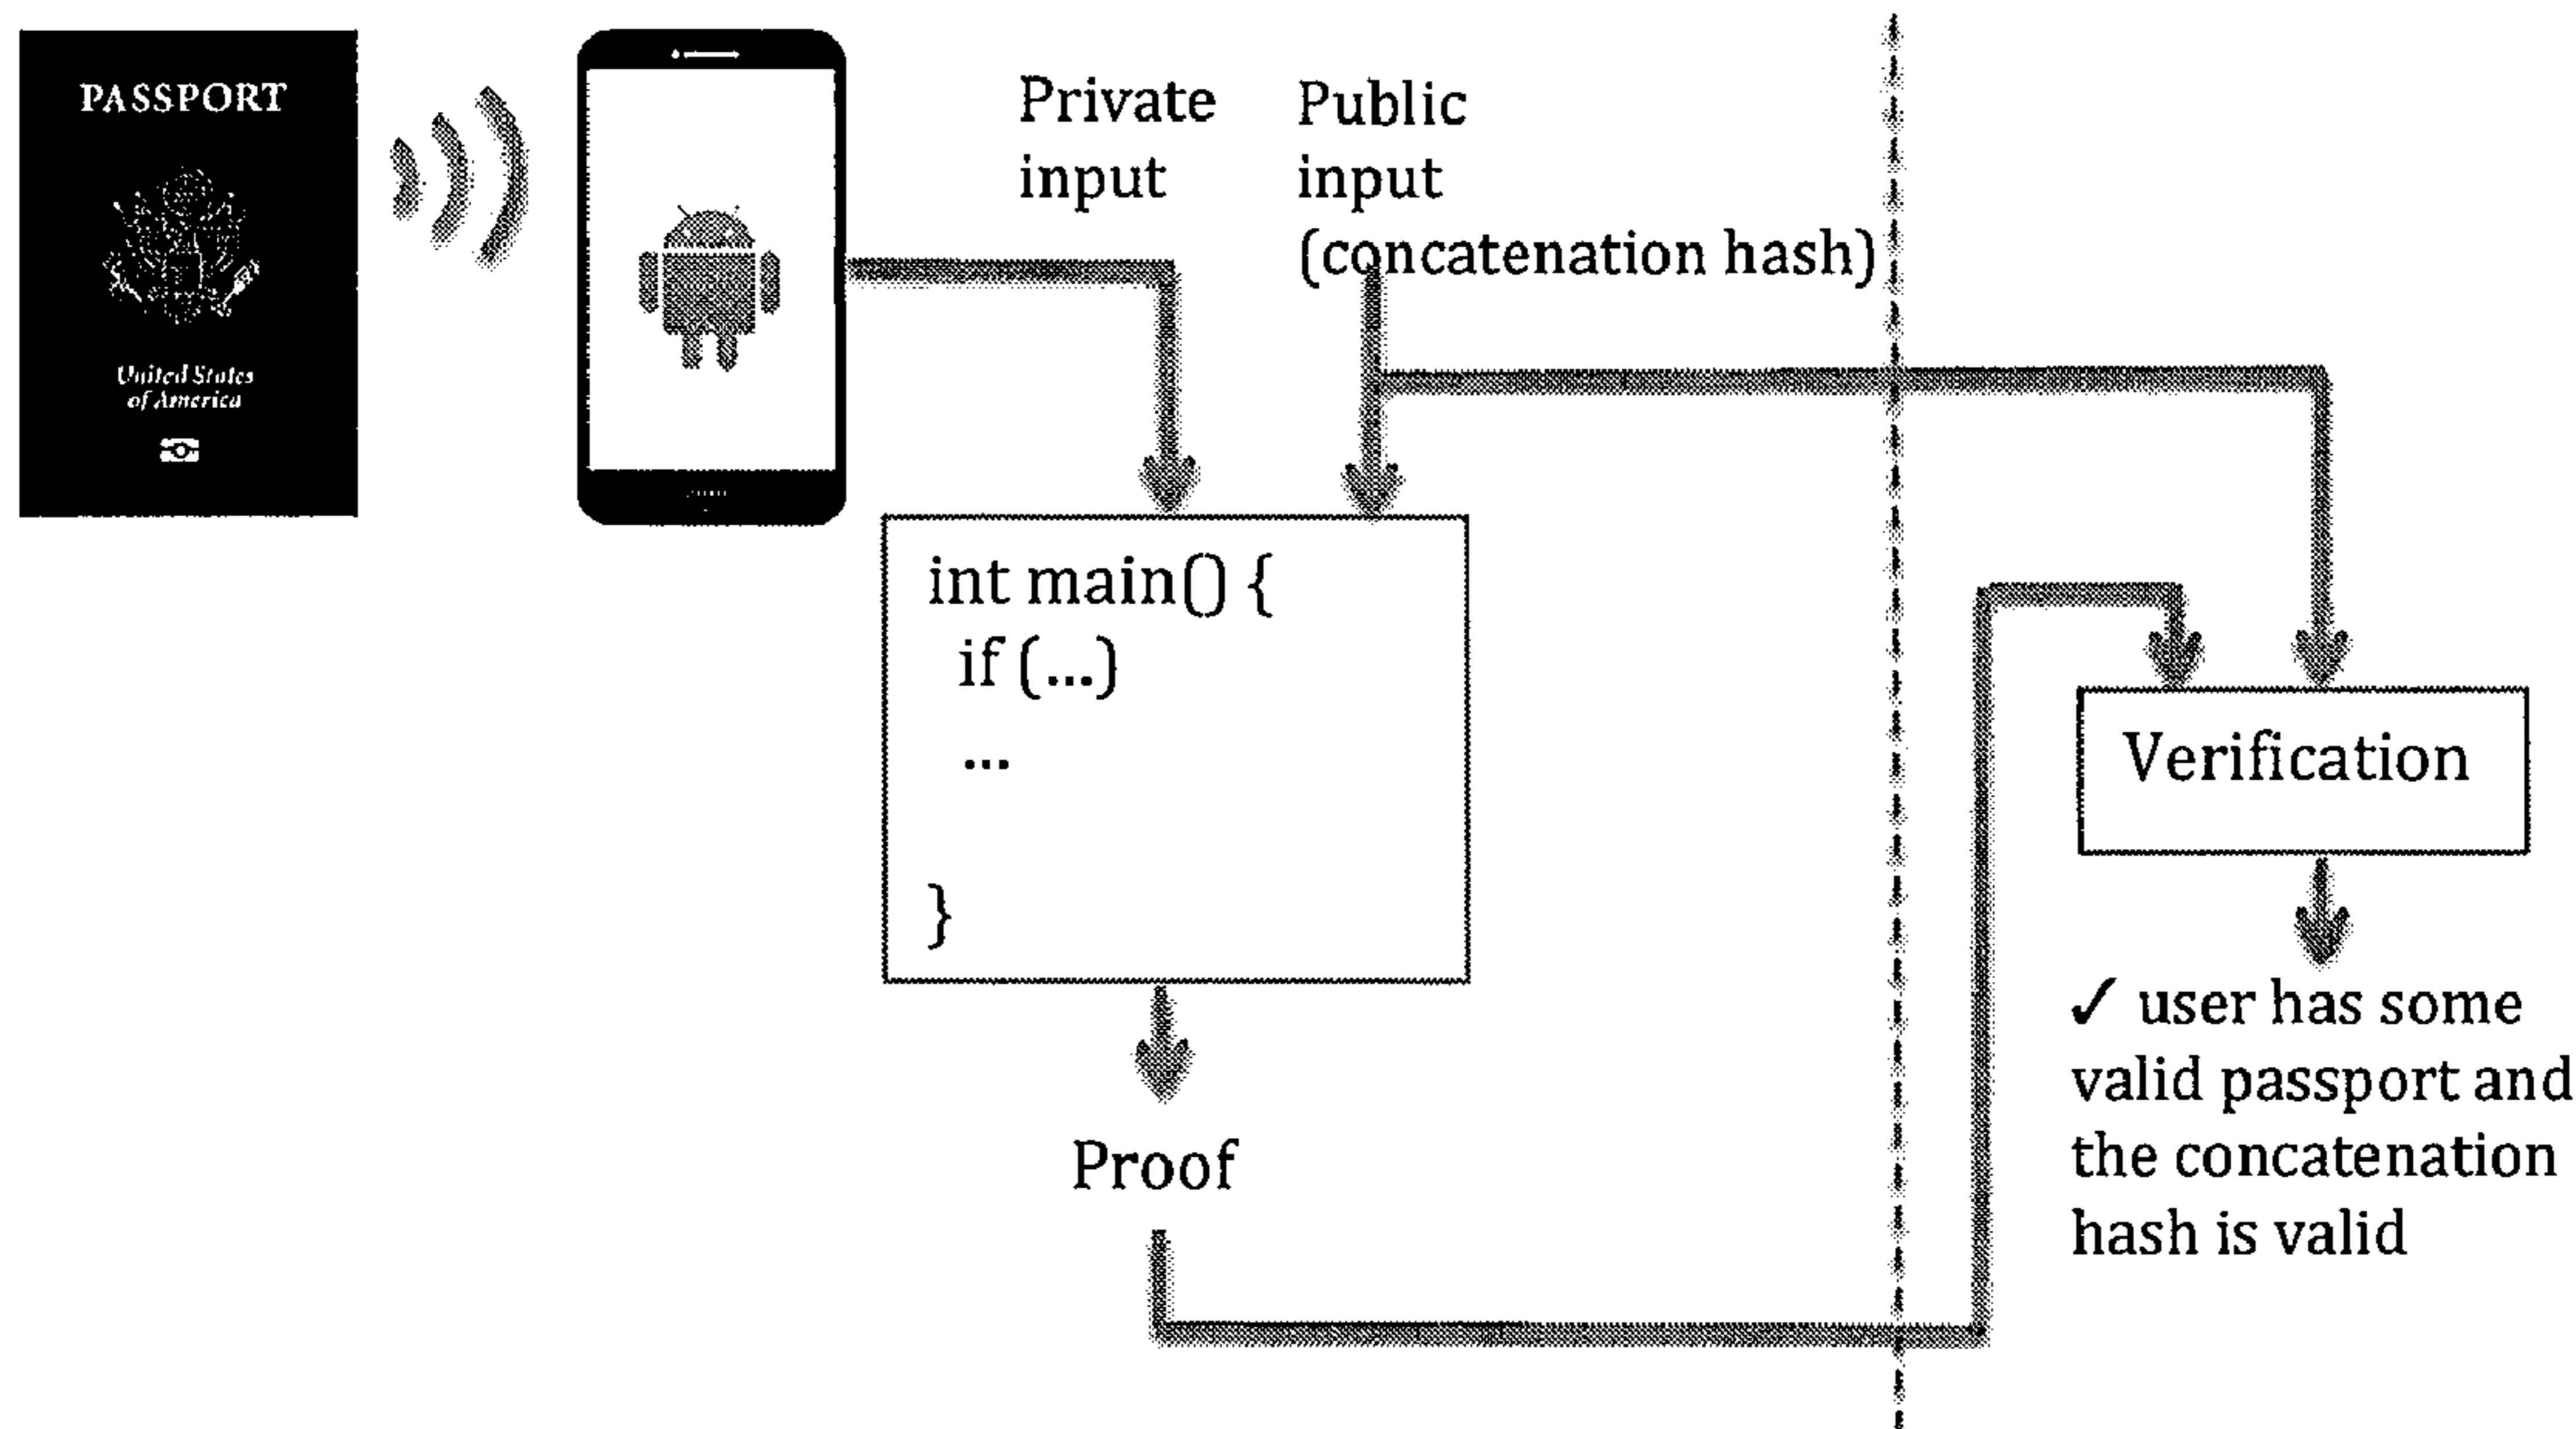 PASSPORT
United States
of America
Private
input
Public
input
(concatenation hash)
int main() {
if (...)
...
}
Proof
Verification
✓ user has some
valid passport and
the concatenation
hash is valid